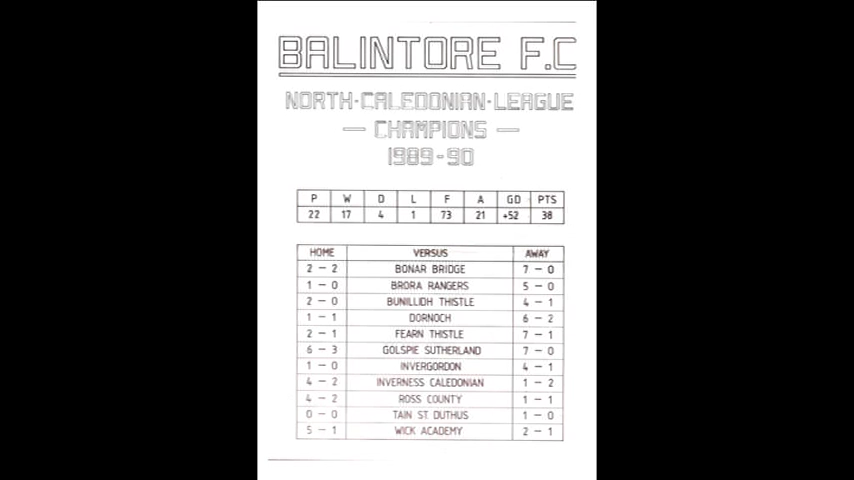 BALINTORE F.C
NORTH-CALEDONIAN-LEAGUE
— CHAMPIONS —
1989-90
P W D L F A GD PTS
22 17 4 1 73 21 +52 38
HOME VERSUS AWAY
2 - 2 BONAR BRIDGE 7 - 0
1 - 0 BRORA RANGERS 5 - 0
2 - 0 BUNILLIDH THISTLE 4 - 1
1 - 1 DORNOCH 6 - 2
2 - 1 FEARN THISTLE 7 - 1
6 - 3 GOLSPIE SUTHERLAND 7 - 0
1 - 0 INVERGORDON 4 - 1
4 - 2 INVERNESS CALEDONIAN 1 - 2
4 - 2 ROSS COUNTY 1 - 1
0 - 0 TAIN ST. DUTHUS 1 - 0
5 - 1 WICK ACADEMY 2 - 1